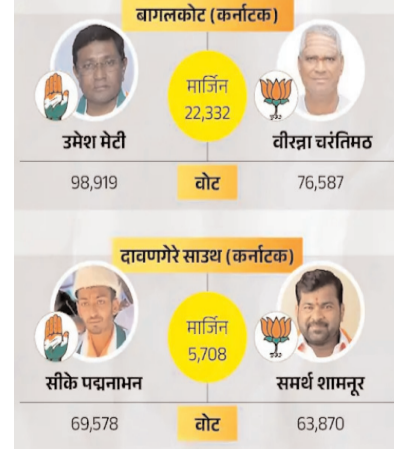 बागलकोट (कर्नाटक)
मार्जिन
22,332
उमेश मेटी
वीरन्ना चरंतिमठ
98,919
वोट
76,587
दावणगेरे साउथ (कर्नाटक)
मार्जिन
5,708
सीके पद्मनाभन
समर्थ शामनूर
69,578
वोट
63,870